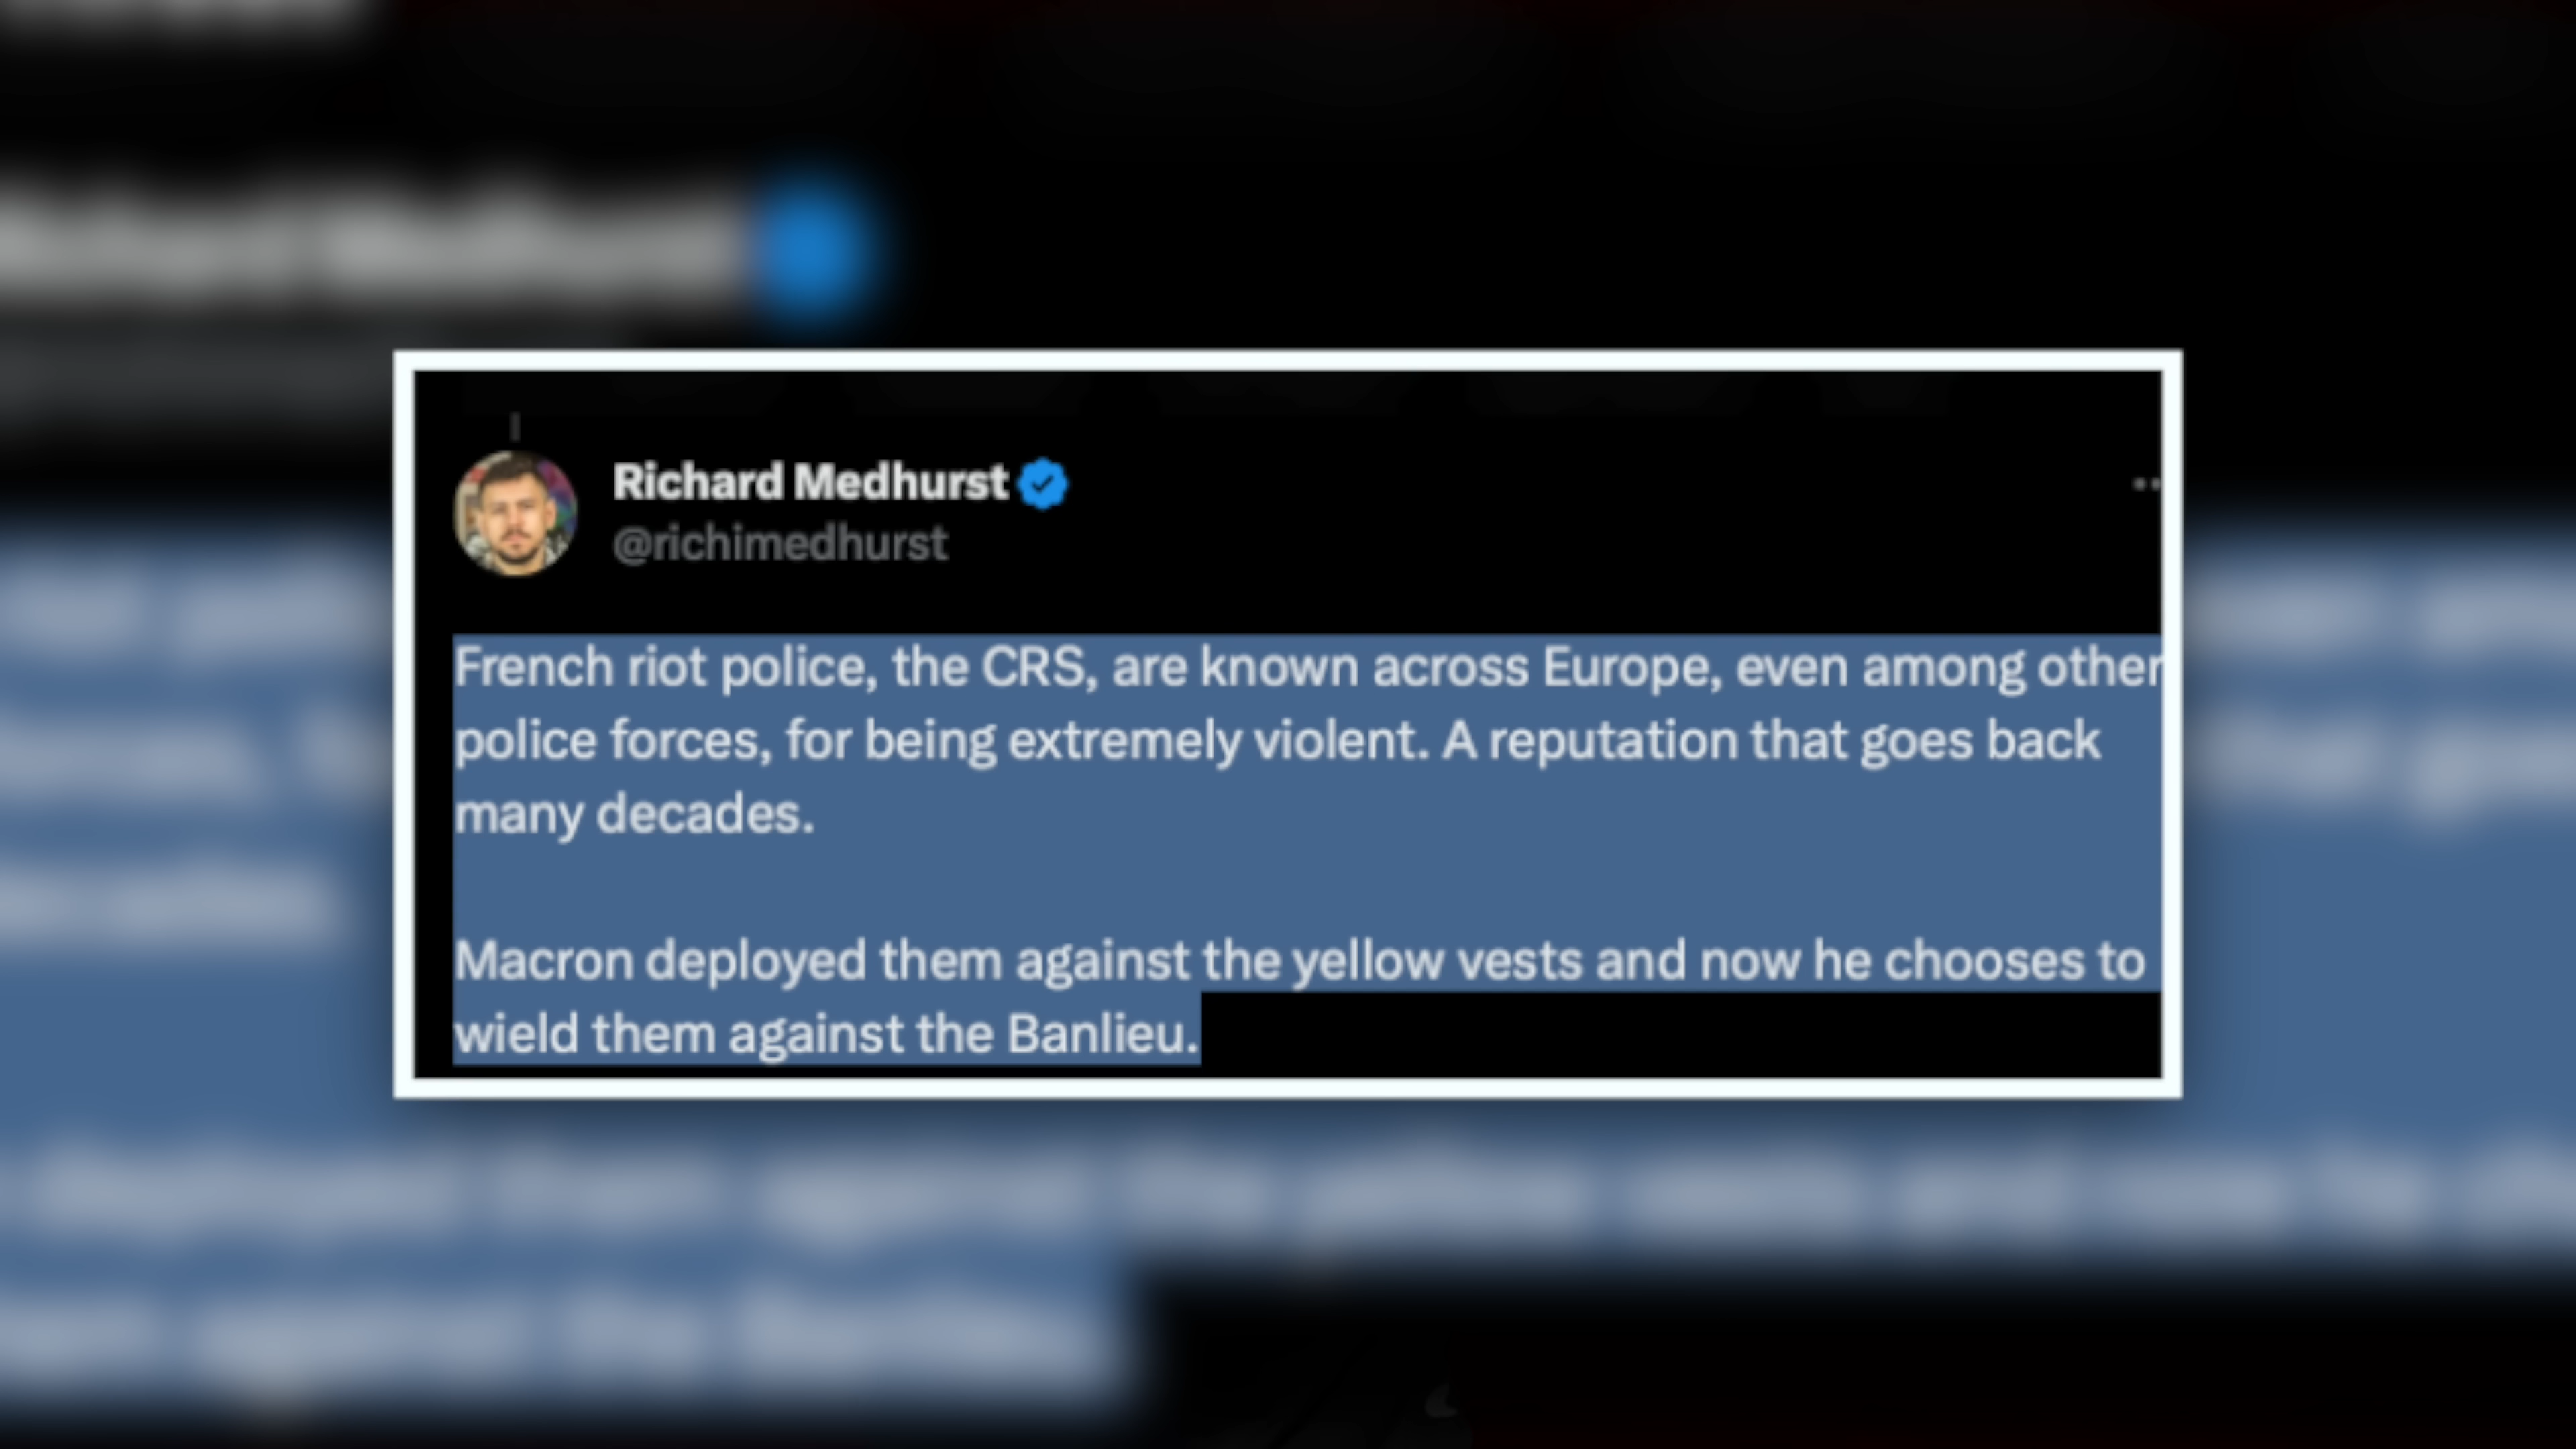 Richard Medhurst
@richimedhurst
French riot police, the CRS, are known across Europe, even among other
police forces, for being extremely violent. A reputation that goes back
many decades.
Macron deployed them against the yellow vests and now he chooses to
wield them against the Banlieu.